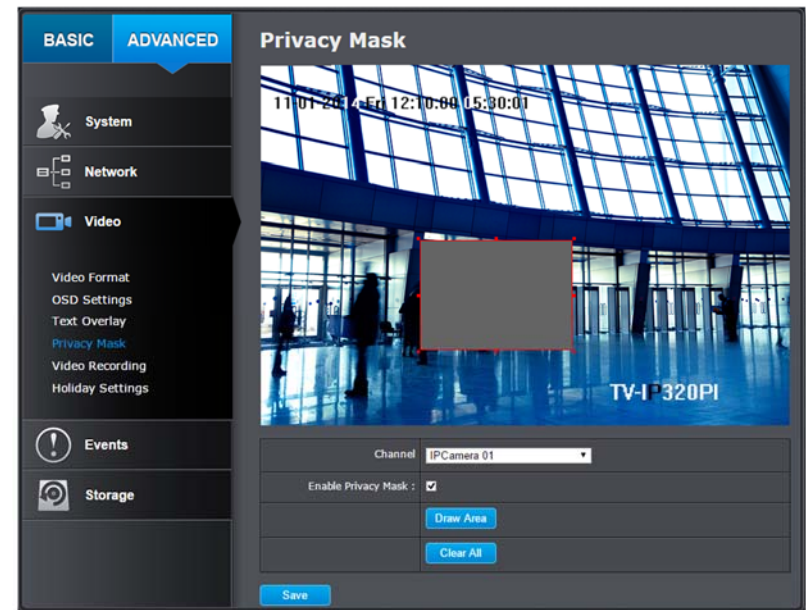 BASIC
ADVANCED
System
Network
Video
Video Format
OSD Settings
Text Overlay
Privacy Mask
Video Recording
Holiday Settings
Events
Storage
Privacy Mask
11-01-2014 Fri 12:10:00 05:30:01
TV-IP320PI
Channel
IPCamera 01
Enable Privacy Mask :
Draw Area
Clear All
Save